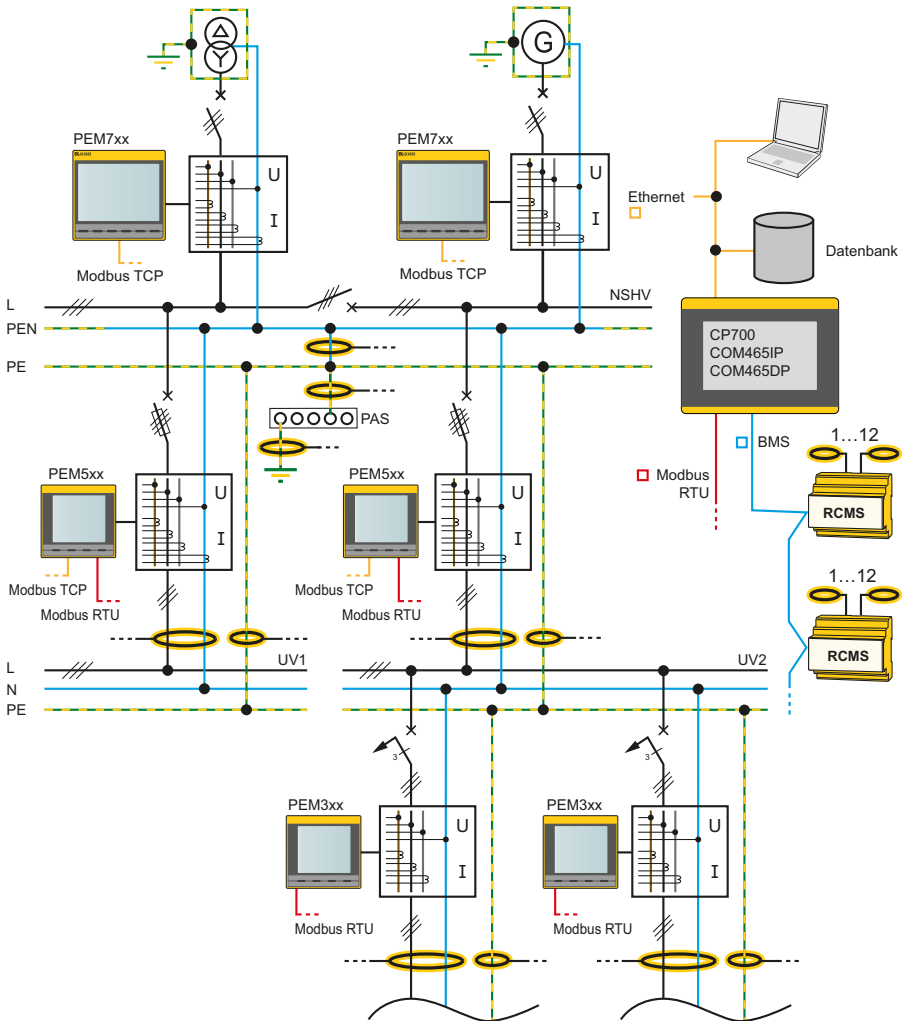 G
PEM7xx
PEM7xx
U
I
U
I
Modbus TCP
Modbus TCP
Ethernet
Datenbank
L
NSHV
PEN
PE
CP700
COM465IP
COM465DP
PAS
BMS
1...12
Modbus
RTU
RCMS
PEM5xx
PEM5xx
U
I
U
I
Modbus TCP
Modbus RTU
Modbus TCP
Modbus RTU
1...12
RCMS
L
UV1
UV2
N
PE
3
3
PEM3xx
PEM3xx
U
I
U
I
Modbus RTU
Modbus RTU